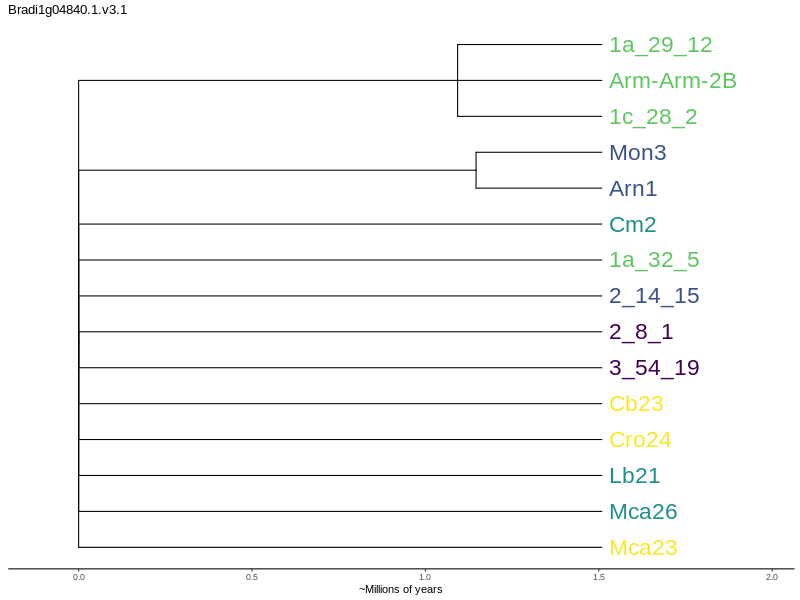 Bradi1g04840.1.v3.1
1a_29_12
Arm-Arm-2B
1c_28_2
Mon3
Arn1
Cm2
1a_32_5
2_14_15
2_8_1
3_54_19
Cb23
Cro24
Lb21
Mca26
Mca23
0.0 0.5 1.0 1.5 2.0
~Millions of years